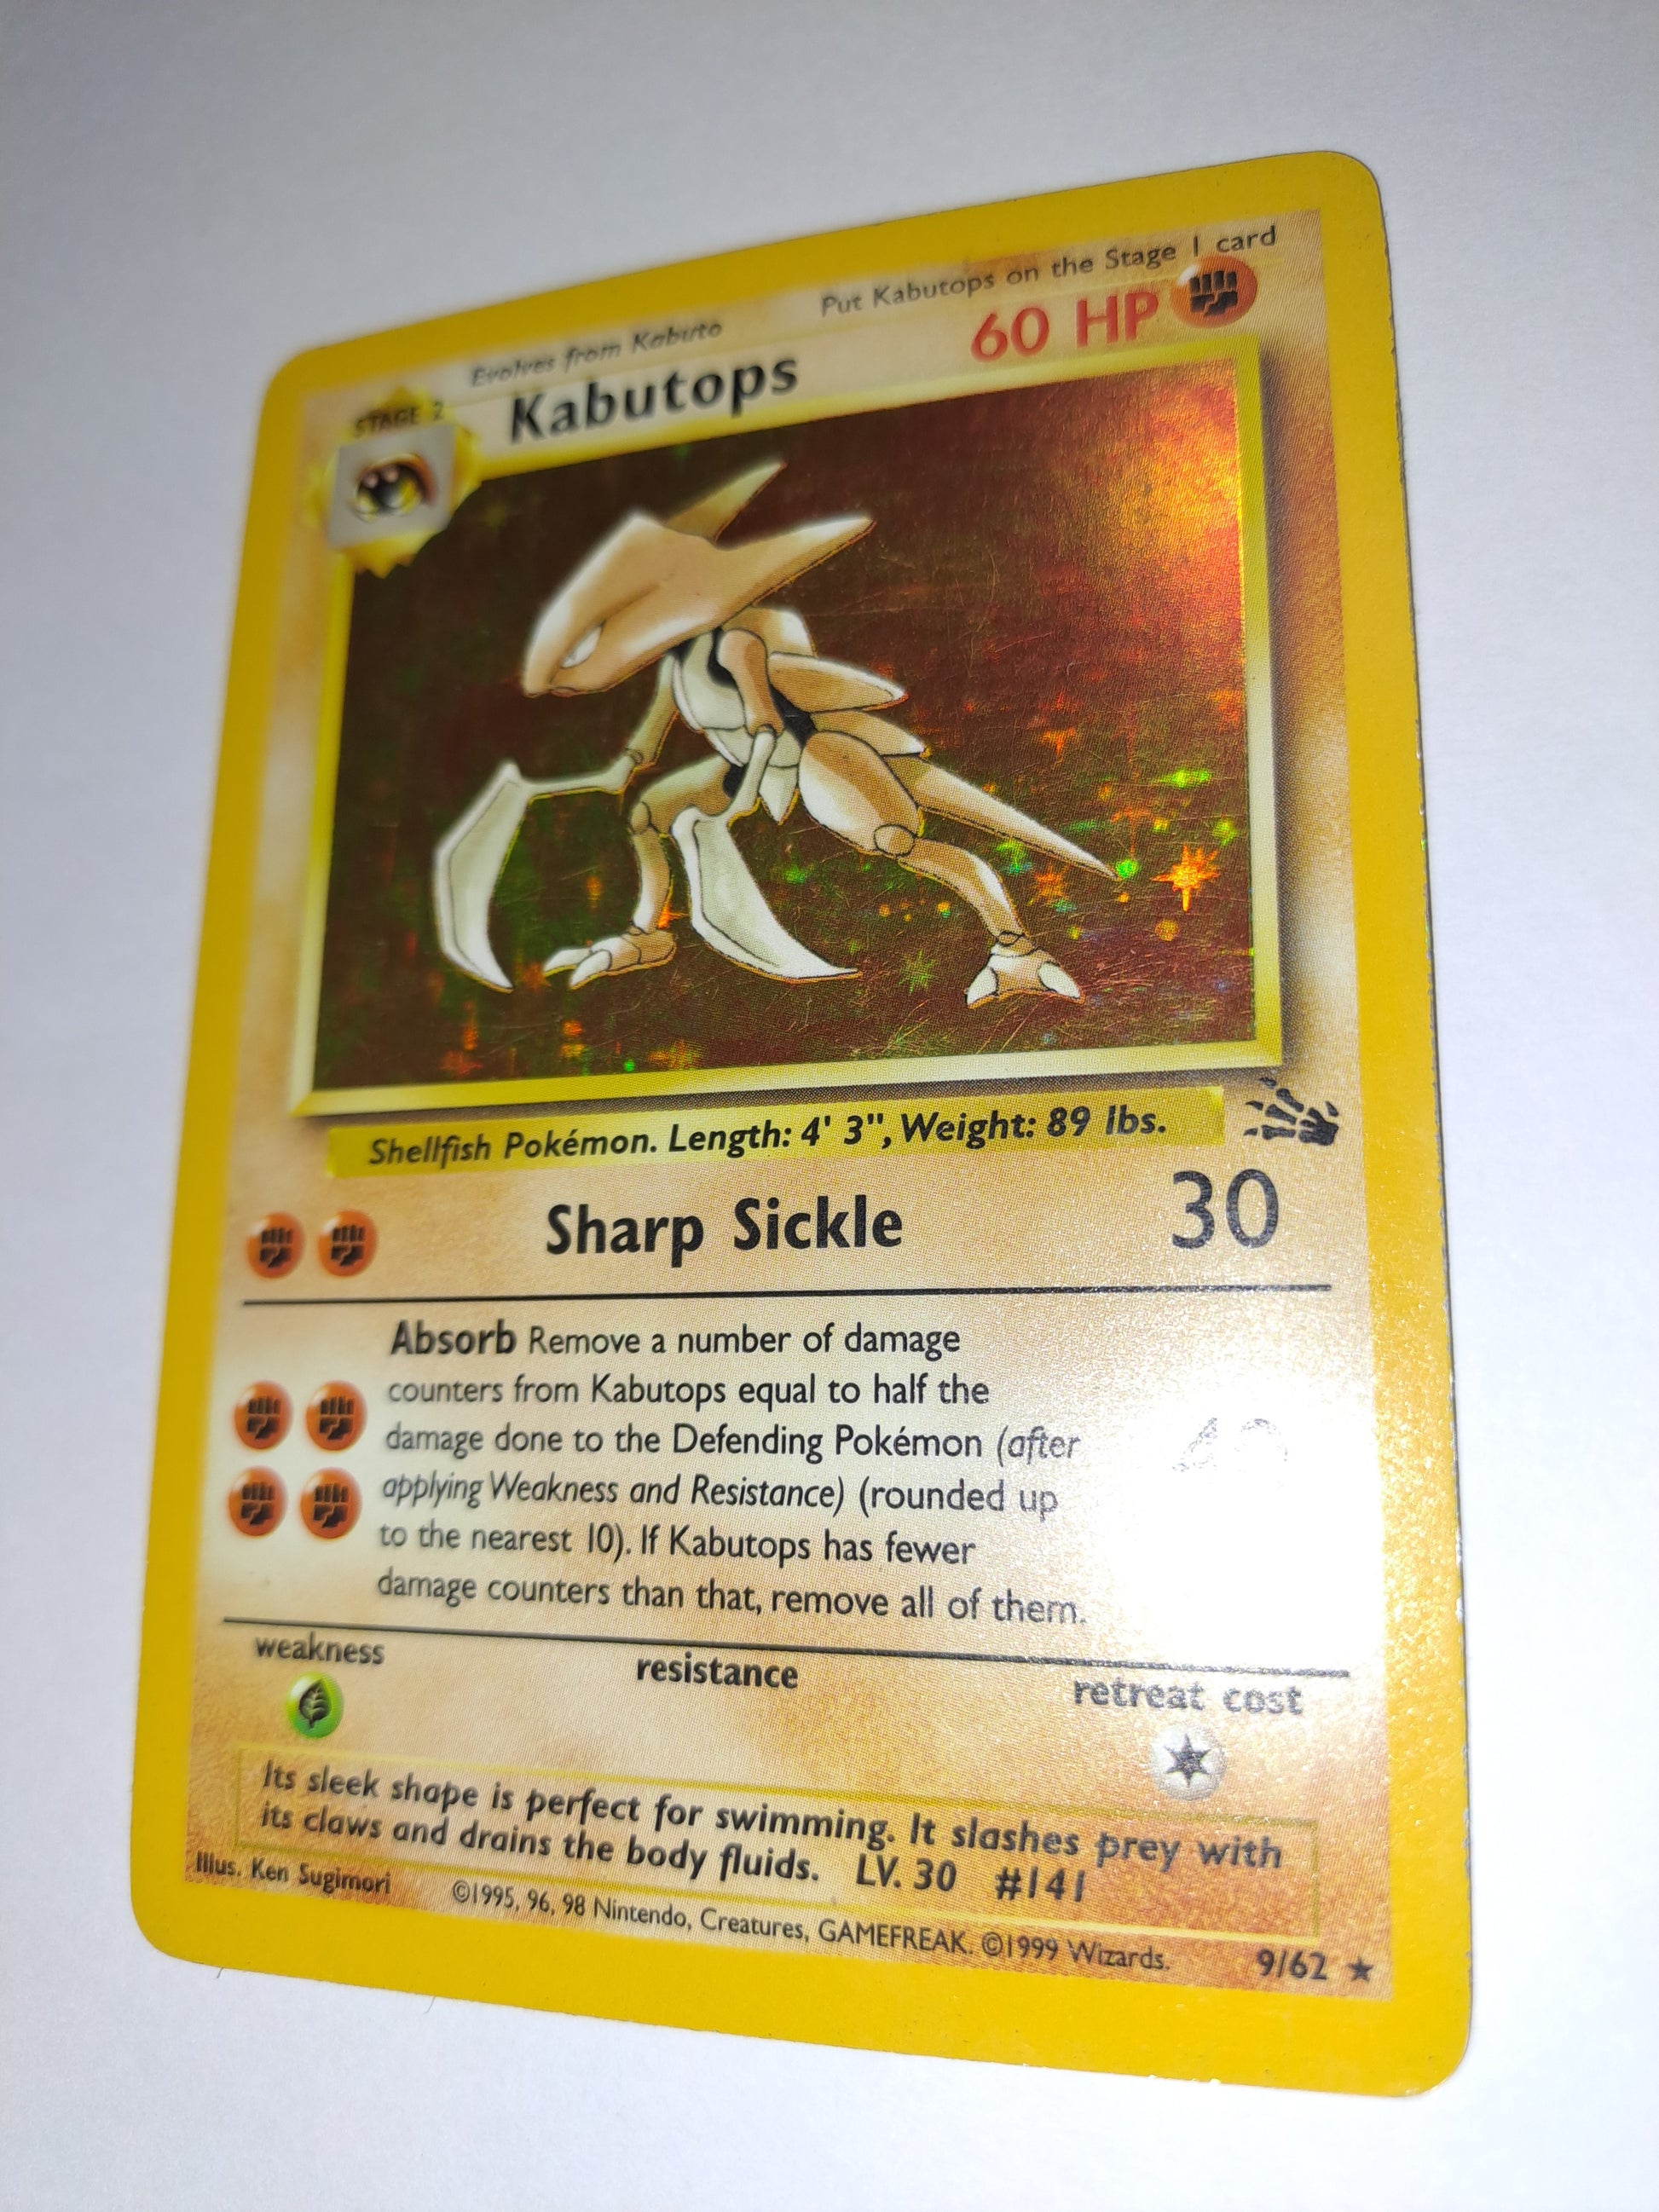 Evolves from Kabuto
Put Kabutops on the Stage 1 card
STAGE 2
Kabutops
60 HP
Shellfish Pokémon. Length: 4' 3", Weight: 89 lbs.
Sharp Sickle 30
Absorb Remove a number of damage
counters from Kabutops equal to half the
damage done to the Defending Pokémon (after
applying Weakness and Resistance) (rounded up
to the nearest 10). If Kabutops has fewer
damage counters than that, remove all of them.
40
weakness
resistance
retreat cost
Its sleek shape is perfect for swimming. It slashes prey with
its claws and drains the body fluids. LV. 30 #141
Illus. Ken Sugimori
©1995, 96, 98 Nintendo, Creatures, GAMEFREAK. ©1999 Wizards.
9/62